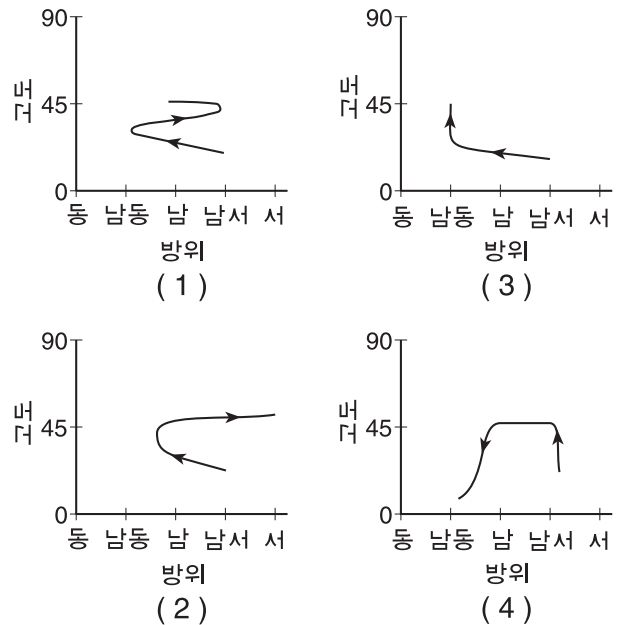 90
45
0
고도
동 남동 남 남서 서
방위
( 1 )
90
45
0
고도
동 남동 남 남서 서
방위
( 3 )
90
45
0
고도
동 남동 남 남서 서
방위
( 2 )
90
45
0
고도
동 남동 남 남서 서
방위
( 4 )